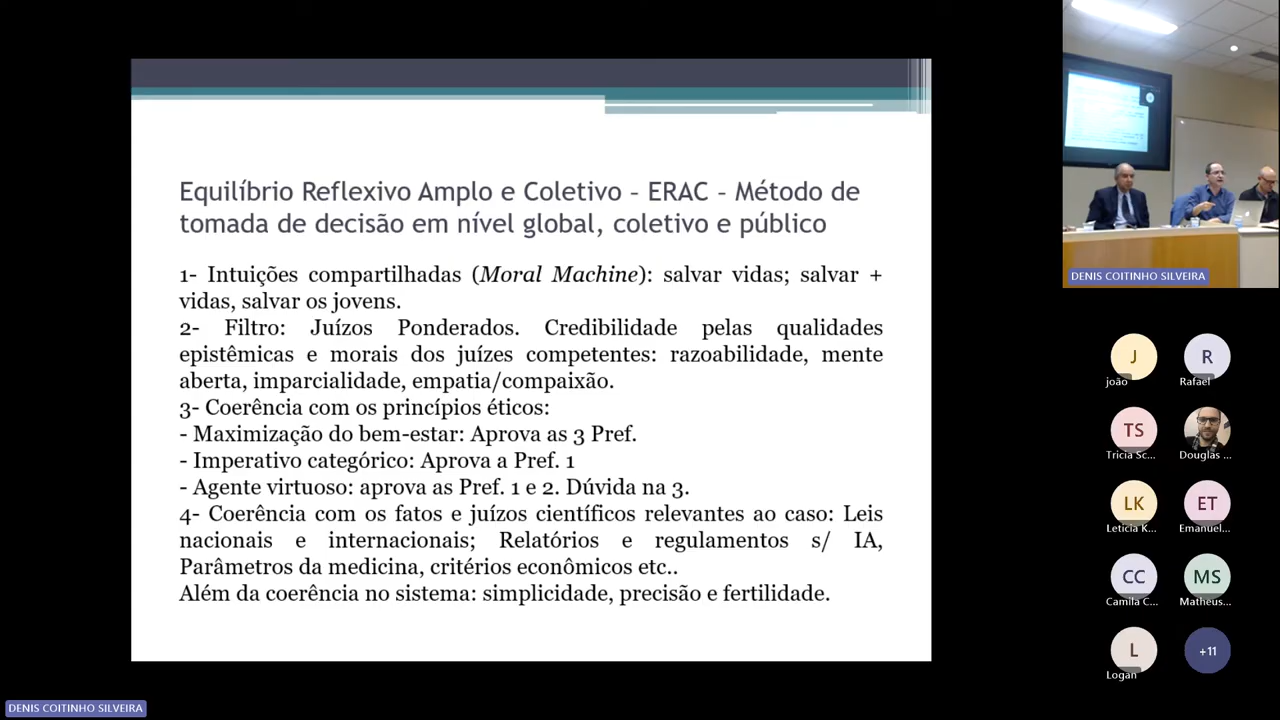 Equilíbrio Reflexivo Amplo e Coletivo – ERAC – Método de
tomada de decisão em nível global, coletivo e público
1- Intuições compartilhadas (Moral Machine): salvar vidas; salvar +
vidas, salvar os jovens.
2- Filtro: Juízos Ponderados. Credibilidade pelas qualidades
epistêmicas e morais dos juízes competentes: razoabilidade, mente
aberta, imparcialidade, empatia/compaixão.
3- Coerência com os princípios éticos:
- Maximização do bem-estar: Aprova as 3 Pref.
- Imperativo categórico: Aprova a Pref. 1
- Agente virtuoso: aprova as Pref. 1 e 2. Dúvida na 3.
4- Coerência com os fatos e juízos científicos relevantes ao caso: Leis
nacionais e internacionais; Relatórios e regulamentos s/ IA,
Parâmetros da medicina, critérios econômicos etc..
Além da coerência no sistema: simplicidade, precisão e fertilidade.
DENIS COITINHO SILVEIRA
J R
joão Rafael
TS
Tricia Sc... Douglas ...
LK ET
Leticia K... Emanuel...
CC MS
Camila C... Matheus...
L +11
Logan
DENIS COITINHO SILVEIRA